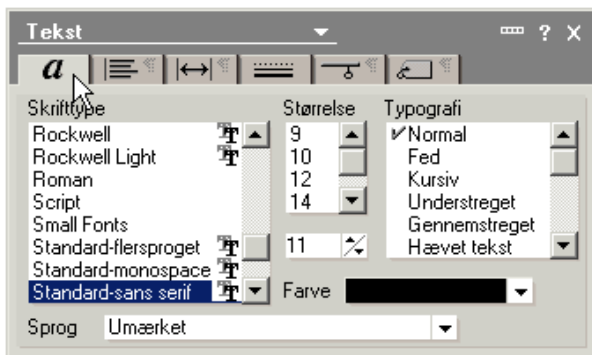 Tekst ?
a
Skrifttype Størrelse Typografi
Rockwell 9 Normal
Rockwell Light 10 Fed
Roman 12 Kursiv
Script 14 Understreget
Small Fonts Gennemstreget
Standard-flersproget 11 Hævet tekst
Standard-monospace
Standard-sans serif Farve
Sprog Umærket